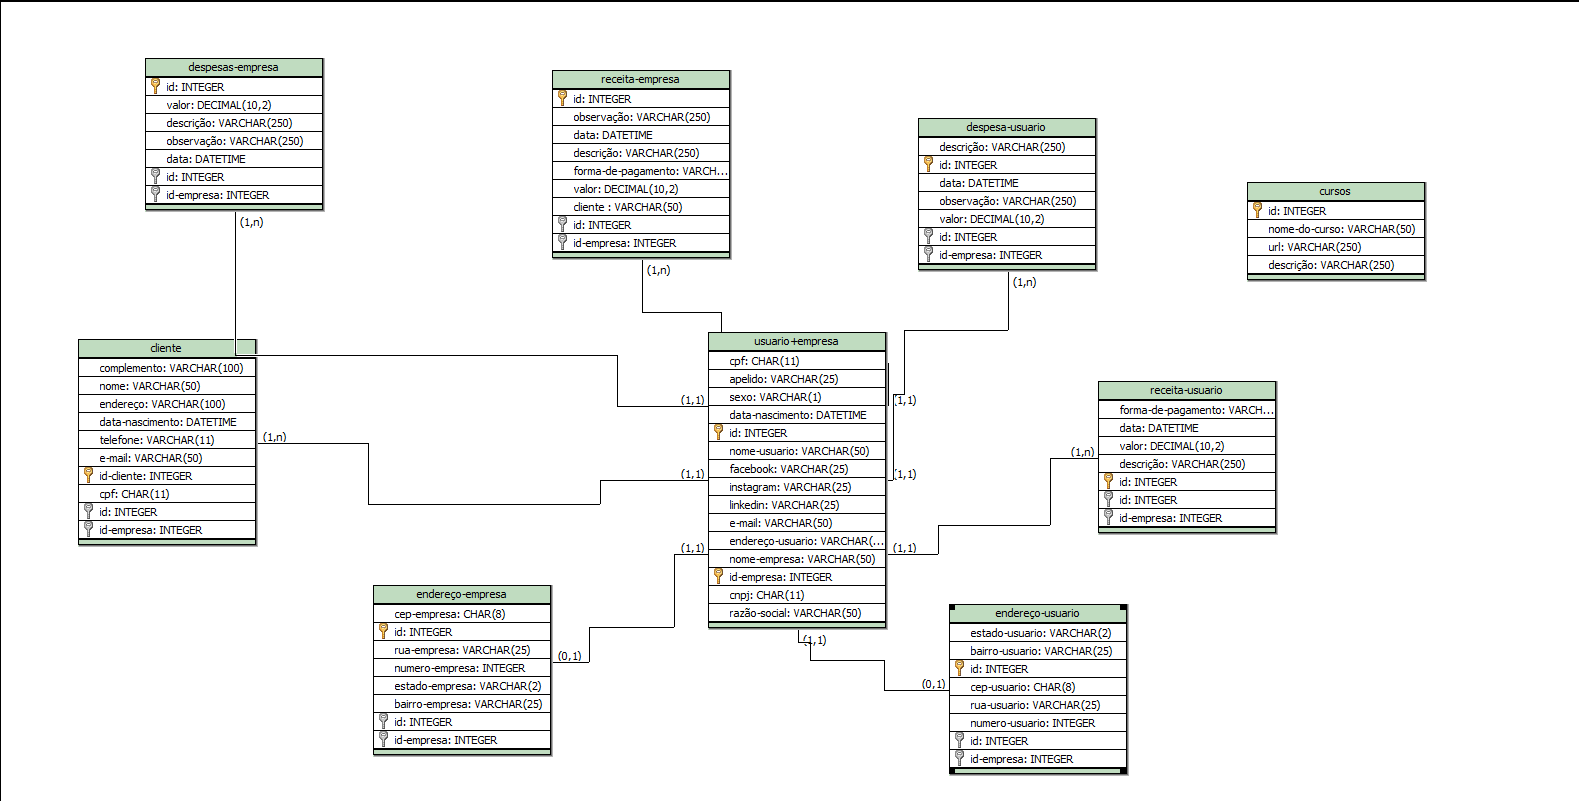 despesas-empresa
id: INTEGER
valor: DECIMAL(10,2)
descrição: VARCHAR(250)
observação: VARCHAR(250)
data: DATETIME
id: INTEGER
id-empresa: INTEGER
(1,n)
receita-empresa
id: INTEGER
observação: VARCHAR(250)
data: DATETIME
descrição: VARCHAR(250)
forma-de-pagamento: VARCH...
valor: DECIMAL(10,2)
cliente : VARCHAR(50)
id: INTEGER
id-empresa: INTEGER
(1,n)
despesa-usuario
descrição: VARCHAR(250)
id: INTEGER
data: DATETIME
observação: VARCHAR(250)
valor: DECIMAL(10,2)
id: INTEGER
id-empresa: INTEGER
(1,n)
cursos
id: INTEGER
nome-do-curso: VARCHAR(50)
url: VARCHAR(250)
descrição: VARCHAR(250)
cliente
complemento: VARCHAR(100)
nome: VARCHAR(50)
endereço: VARCHAR(100)
data-nascimento: DATETIME
telefone: VARCHAR(11)
e-mail: VARCHAR(50)
id-cliente: INTEGER
cpf: CHAR(11)
id: INTEGER
id-empresa: INTEGER
(1,n)
usuario+empresa
cpf: CHAR(11)
apelido: VARCHAR(25)
sexo: VARCHAR(1)
data-nascimento: DATETIME
id: INTEGER
nome-usuario: VARCHAR(50)
facebook: VARCHAR(25)
instagram: VARCHAR(25)
linkedin: VARCHAR(25)
e-mail: VARCHAR(50)
endereço-usuario: VARCHAR(...
nome-empresa: VARCHAR(50)
id-empresa: INTEGER
cnpj: CHAR(11)
razão-social: VARCHAR(50)
(1,1)
(1,1)
(1,1)
(1,1)
(1,1)
(1,1)
(1,1)
receita-usuario
forma-de-pagamento: VARCH...
data: DATETIME
valor: DECIMAL(10,2)
descrição: VARCHAR(250)
id: INTEGER
id: INTEGER
id-empresa: INTEGER
(1,n)
endereço-empresa
cep-empresa: CHAR(8)
id: INTEGER
rua-empresa: VARCHAR(25)
numero-empresa: INTEGER
estado-empresa: VARCHAR(2)
bairro-empresa: VARCHAR(25)
id: INTEGER
id-empresa: INTEGER
(0,1)
endereço-usuario
estado-usuario: VARCHAR(2)
bairro-usuario: VARCHAR(25)
id: INTEGER
cep-usuario: CHAR(8)
rua-usuario: VARCHAR(25)
numero-usuario: INTEGER
id: INTEGER
id-empresa: INTEGER
(0,1)